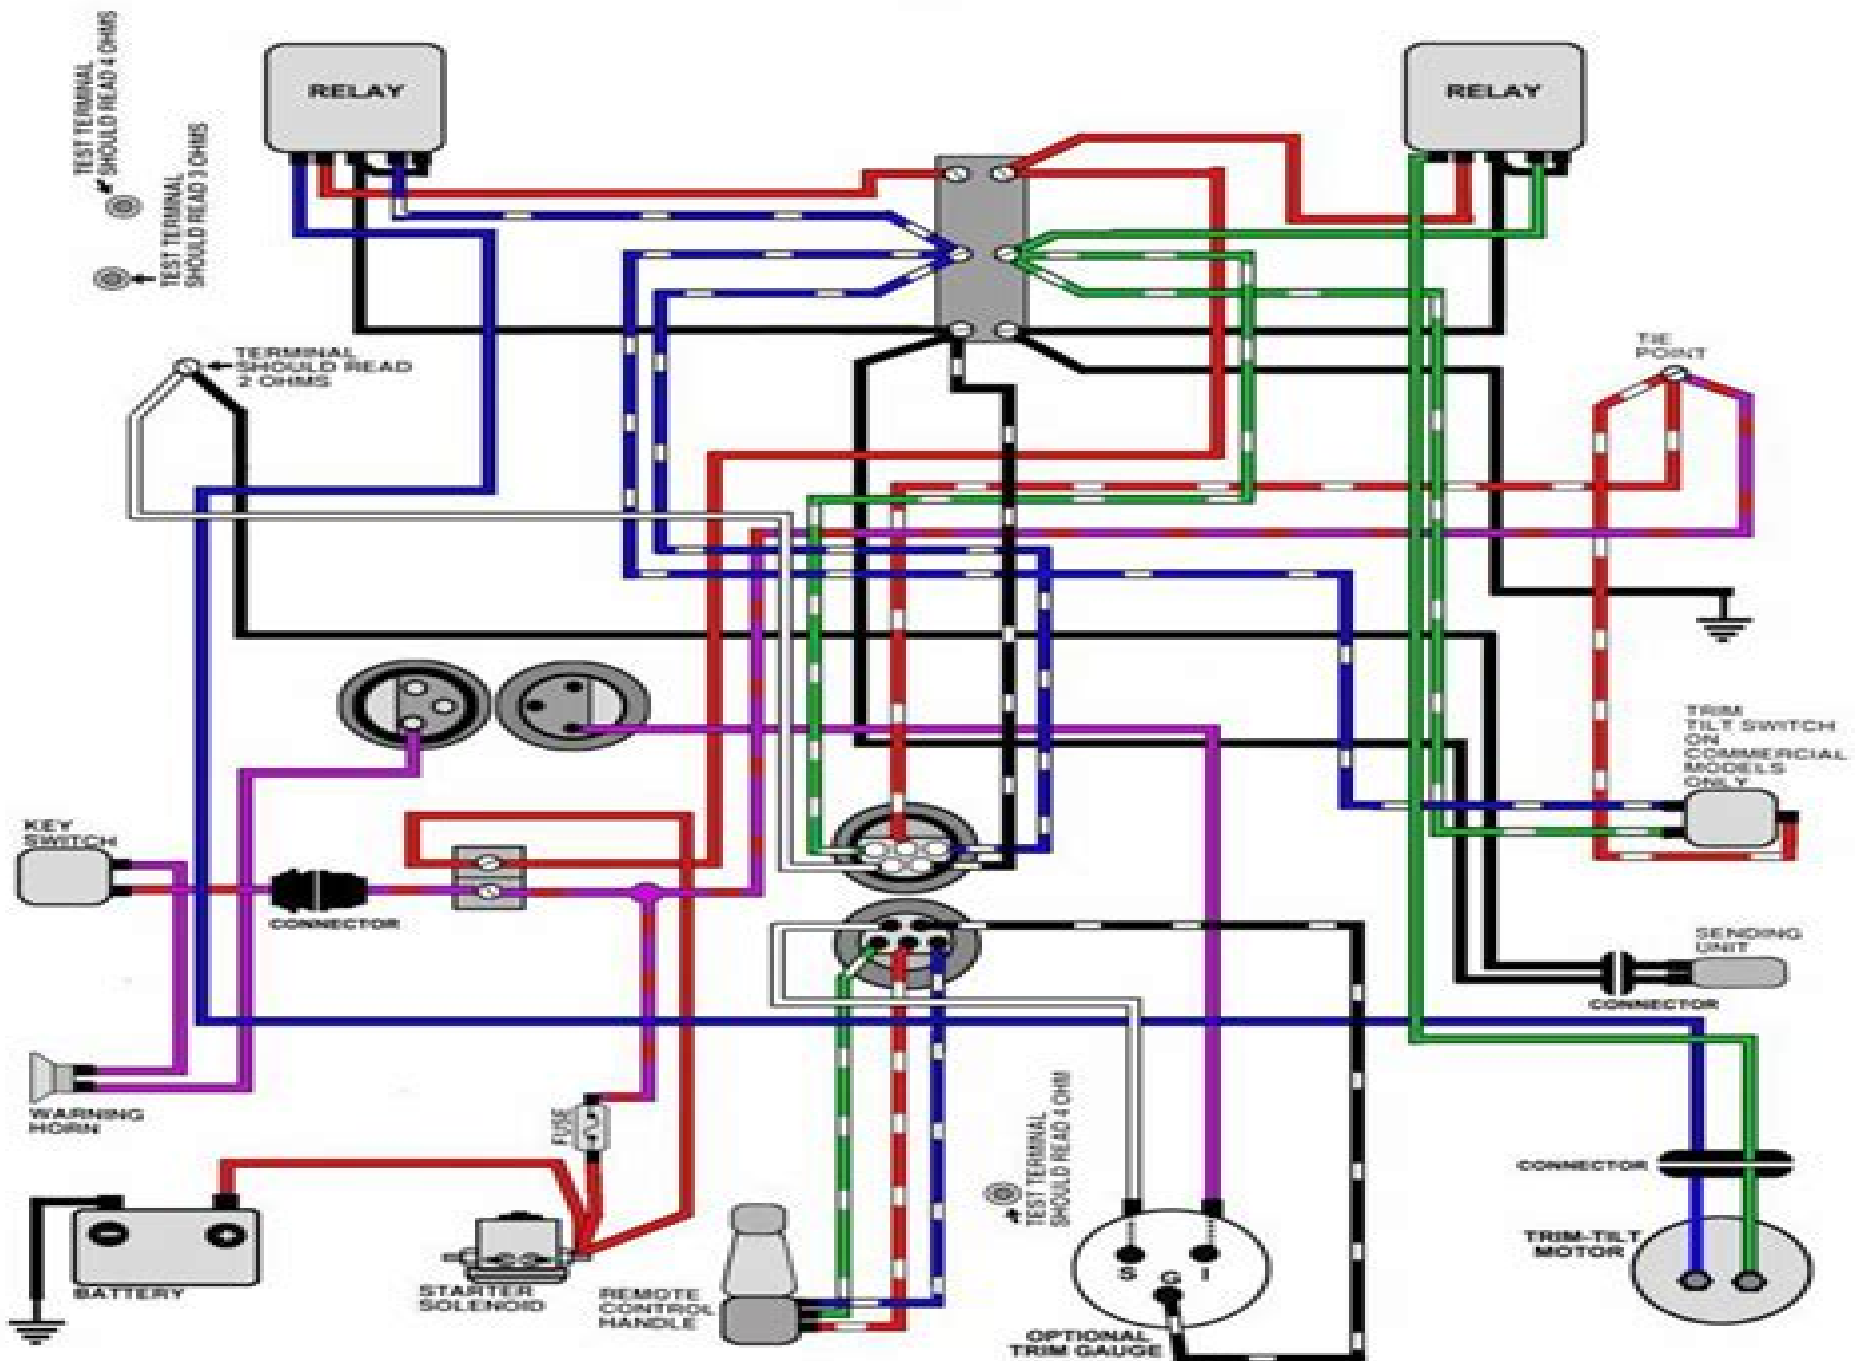 TEST TERMINAL
SHOULD READ 4 OHMS
TEST TERMINAL
SHOULD READ 3 OHMS
RELAY
RELAY
TERMINAL
SHOULD READ
2 OHMS
TIE
POINT
TRIM
TILT SWITCH
ON
COMMERCIAL
MODELS
ONLY
KEY
SWITCH
CONNECTOR
SENDING
UNIT
CONNECTOR
WARNING
HORN
FUSE
TEST TERMINAL
SHOULD READ 4 OHM
CONNECTOR
TRIM-TILT
MOTOR
BATTERY
STARTER
SOLENOID
REMOTE
CONTROL
HANDLE
S
I
G
OPTIONAL
TRIM GAUGE